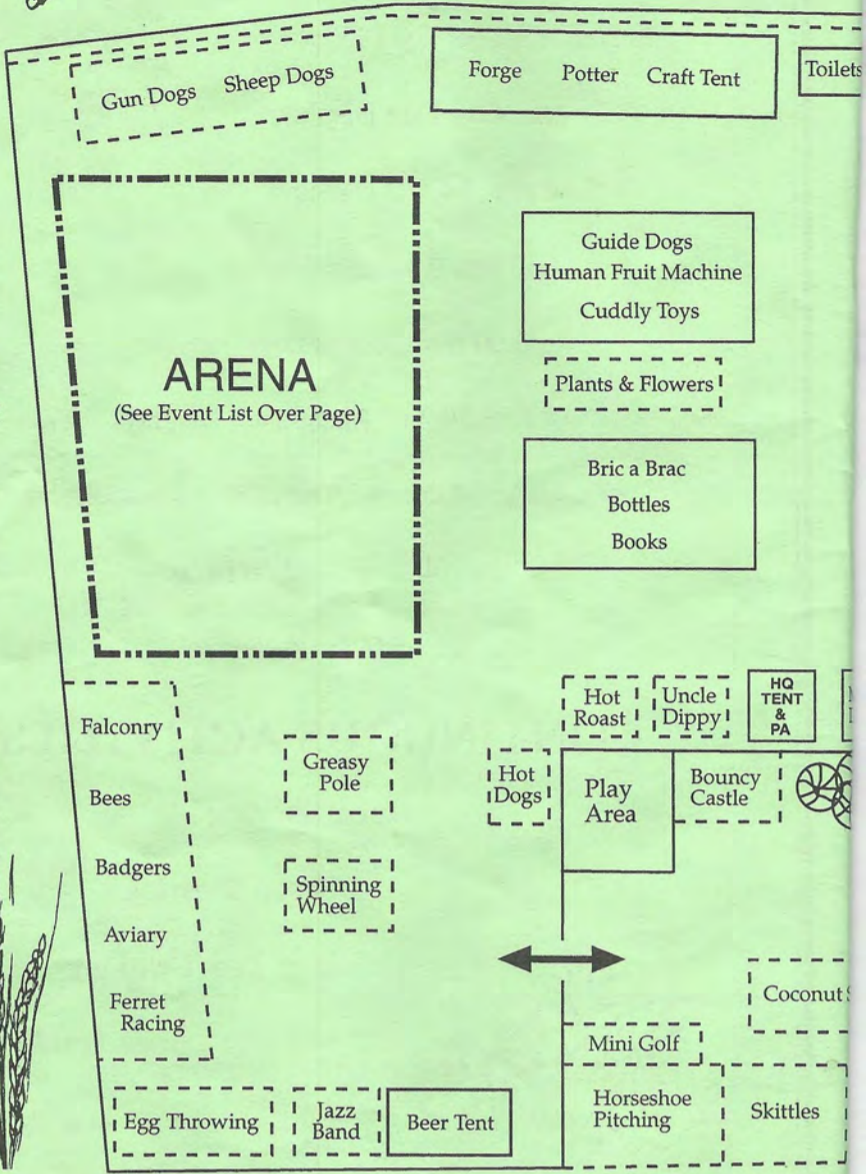 Gun Dogs Sheep Dogs
Forge Potter Craft Tent
Toilets
Guide Dogs
Human Fruit Machine
Cuddly Toys
ARENA
(See Event List Over Page)
Plants & Flowers
Bric a Brac
Bottles
Books
Hot
Roast
Uncle
Dippy
HQ
TENT
&
PA
Falconry
Bees
Badgers
Aviary
Ferret
Racing
Greasy
Pole
Spinning
Wheel
Hot
Dogs
Play
Area
Bouncy
Castle
Coconut
Mini Golf
Horseshoe
Pitching
Skittles
Egg Throwing
Jazz
Band
Beer Tent